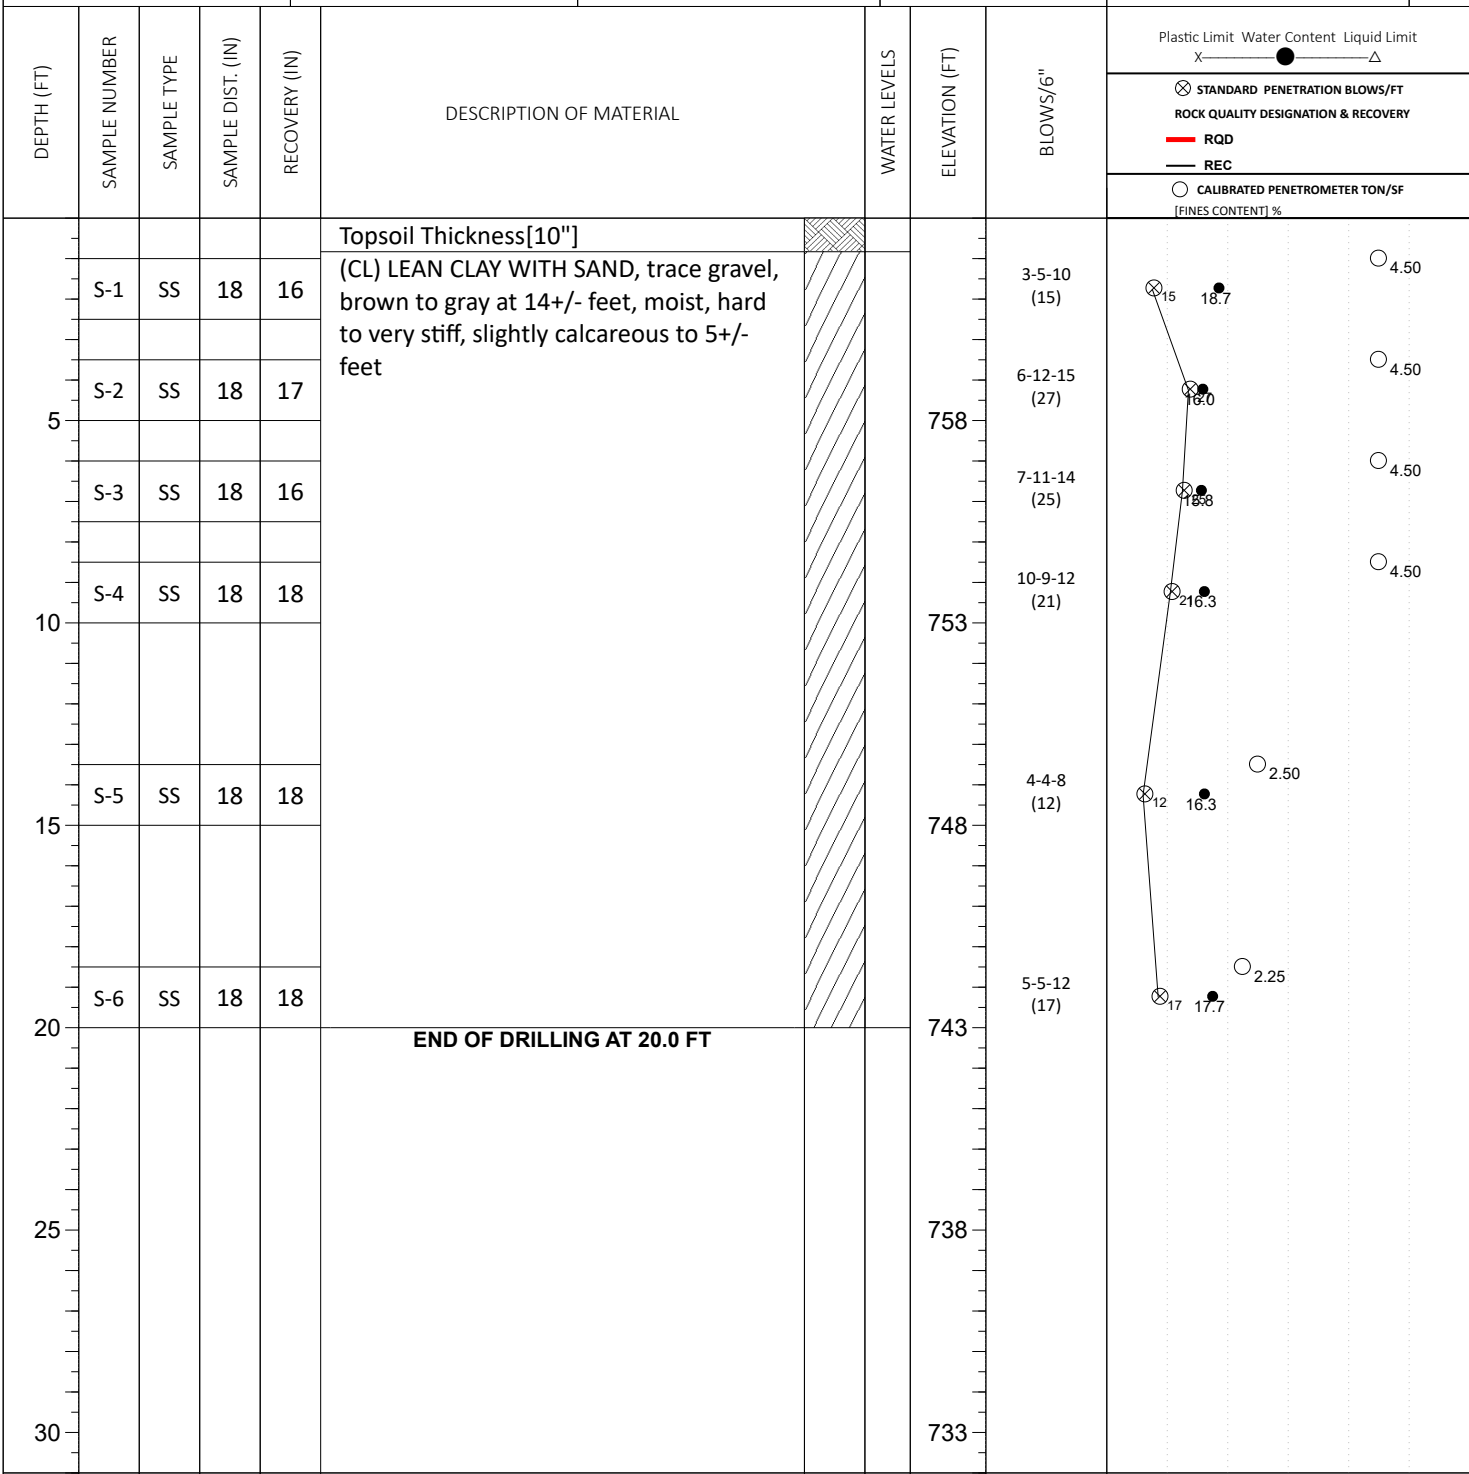 DEPTH (FT)
SAMPLE NUMBER
SAMPLE TYPE
SAMPLE DIST. (IN)
RECOVERY (IN)
DESCRIPTION OF MATERIAL
WATER LEVELS
ELEVATION (FT)
BLOWS/6"
Plastic Limit Water Content Liquid Limit
X
STANDARD PENETRATION BLOWS/FT
ROCK QUALITY DESIGNATION & RECOVERY
RQD
REC
CALIBRATED PENETROMETER TON/SF
[FINES CONTENT] %
Topsoil Thickness[10"]
(CL) LEAN CLAY WITH SAND, trace gravel,
brown to gray at 14+/- feet, moist, hard
to very stiff, slightly calcareous to 5+/-
feet
S-1 SS 18 16
3-5-10
(15)
15
18.7
4.50
S-2 SS 18 17
6-12-15
(27)
27
16.0
4.50
5
758
S-3 SS 18 16
7-11-14
(25)
25
15.8
4.50
S-4 SS 18 18
10-9-12
(21)
21
16.3
4.50
10
753
S-5 SS 18 18
4-4-8
(12)
12
16.3
2.50
15
748
S-6 SS 18 18
5-5-12
(17)
17
17.7
2.25
20
743
END OF DRILLING AT 20.0 FT
25
738
30
733